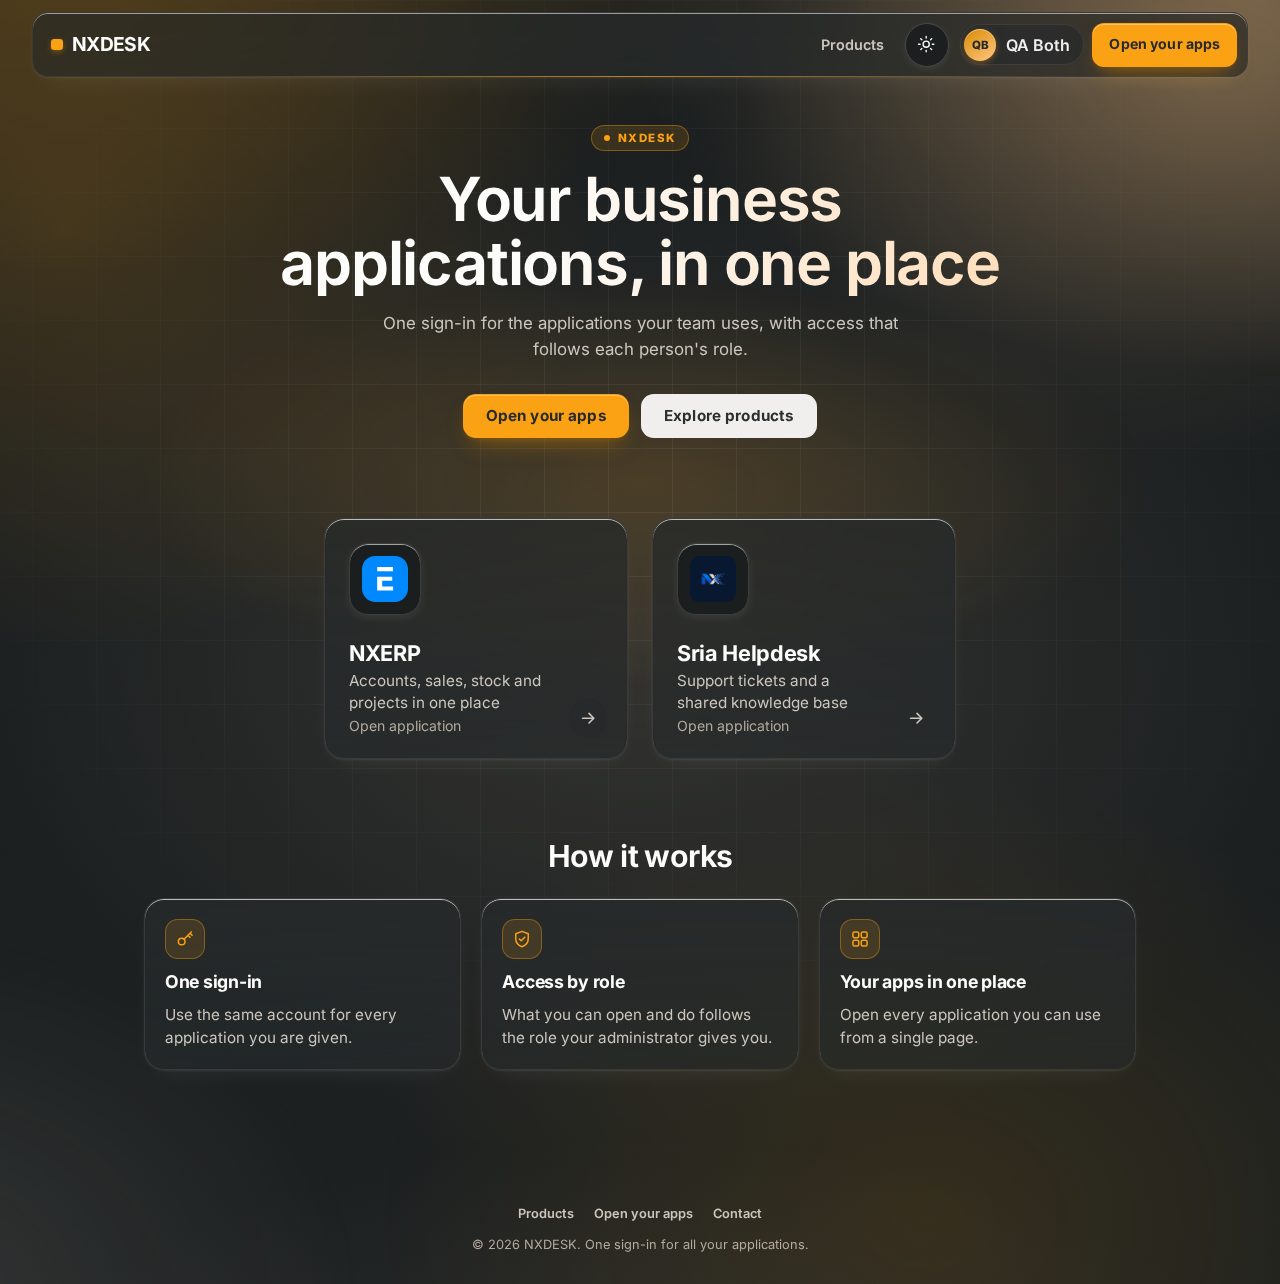 NXDESK
Products
QB
QA Both
Open your apps
NXDESK
Your business
applications, in one place
One sign-in for the applications your team uses, with access that
follows each person's role.
Open your apps
Explore products
E
NX
NXERP
Accounts, sales, stock and
projects in one place
Open application
Sria Helpdesk
Support tickets and a
shared knowledge base
Open application
How it works
One sign-in
Use the same account for every
application you are given.
Access by role
What you can open and do follows
the role your administrator gives you.
Your apps in one place
Open every application you can use
from a single page.
Products
Open your apps
Contact
© 2026 NXDESK. One sign-in for all your applications.